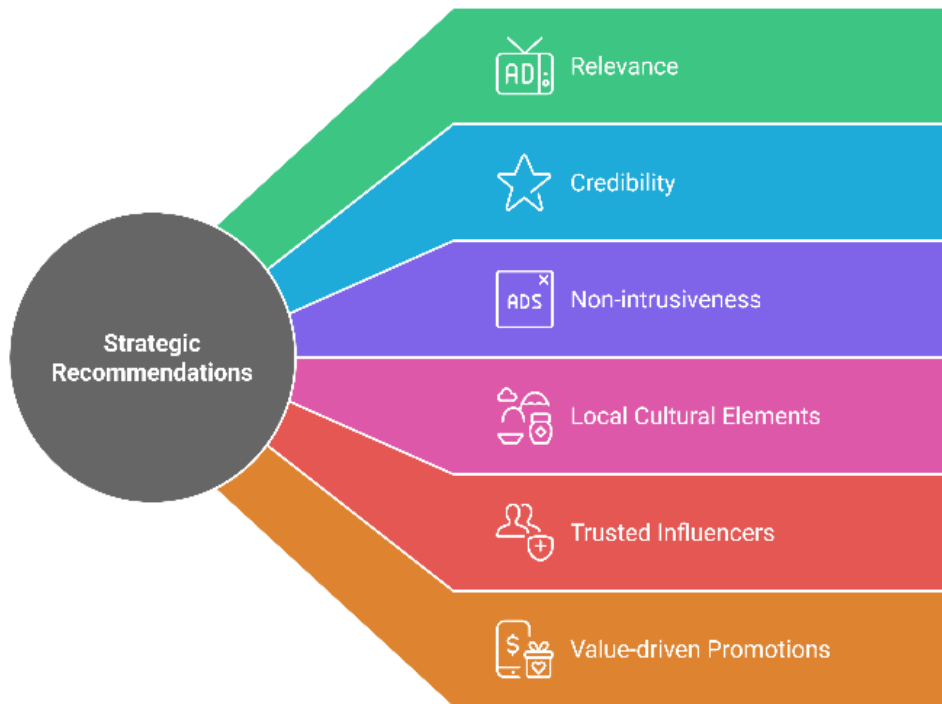 AD
Relevance
Credibility
ADS
Non-intrusiveness
Strategic
Recommendations
Local Cultural Elements
Trusted Influencers
$
Value-driven Promotions